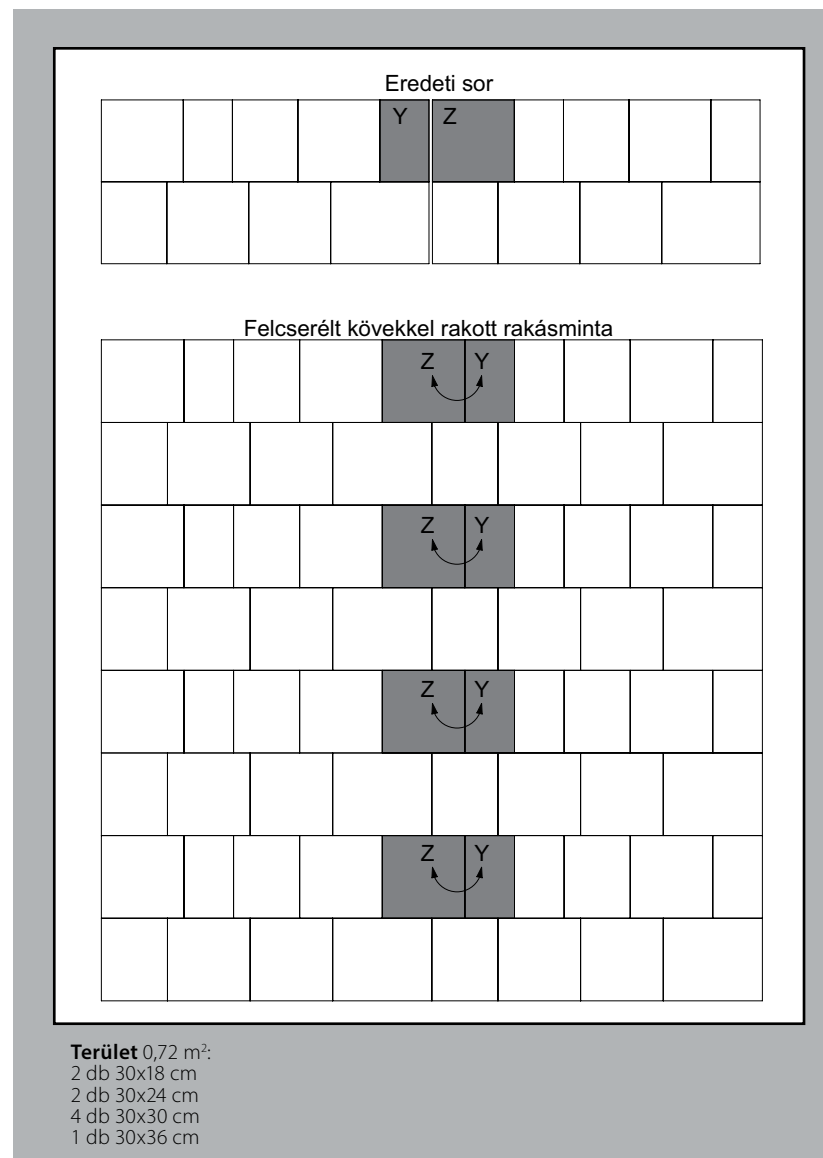 Eredeti sor
Y Z
Felcserélt kövekkel rakott rakásminta
Z Y
Z Y
Z Y
Z Y
Terület 0,72 m²:
2 db 30x18 cm
2 db 30x24 cm
4 db 30x30 cm
1 db 30x36 cm